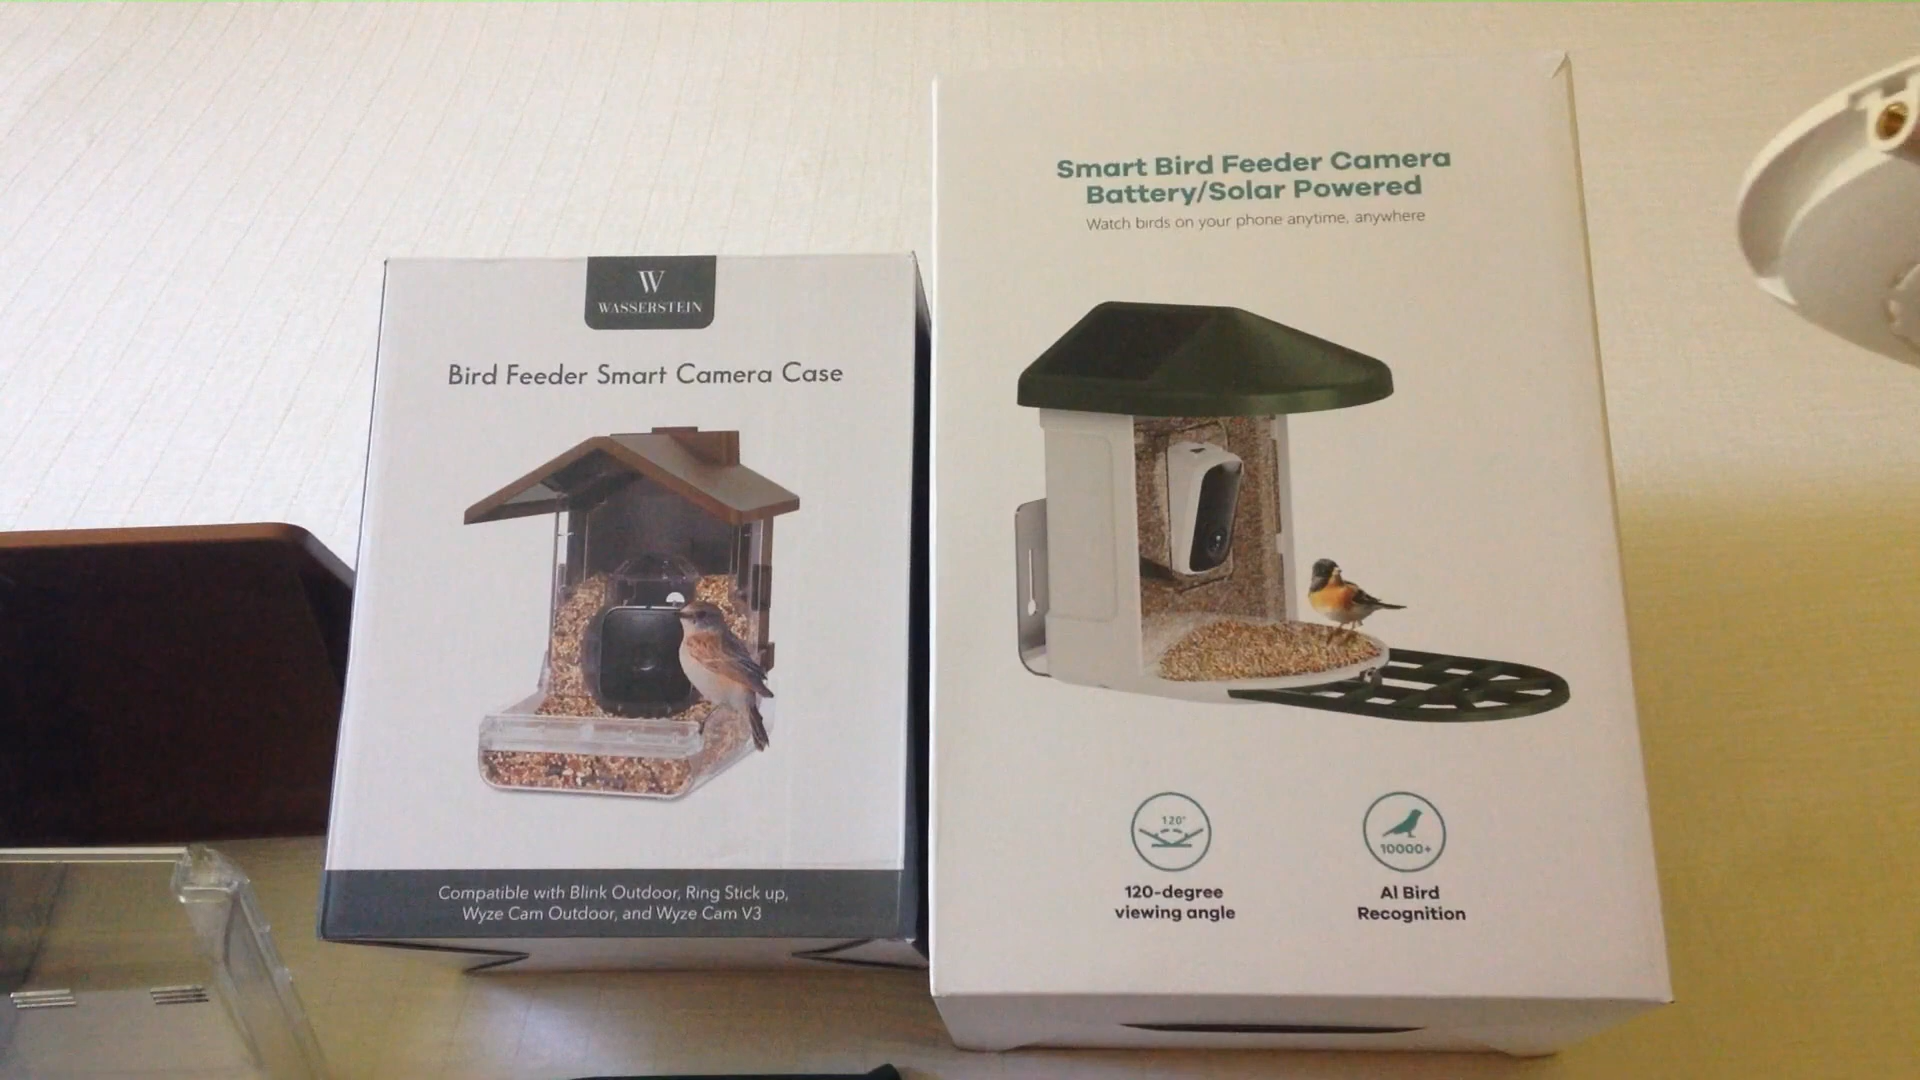 W
WASSERSTEIN
Bird Feeder Smart Camera Case
Compatible with Blink Outdoor, Ring Stick up,
Wyze Cam Outdoor, and Wyze Cam V3
Smart Bird Feeder Camera
Battery/Solar Powered
Watch birds on your phone anytime, anywhere
120°
120-degree
viewing angle
10000+
AI Bird
Recognition